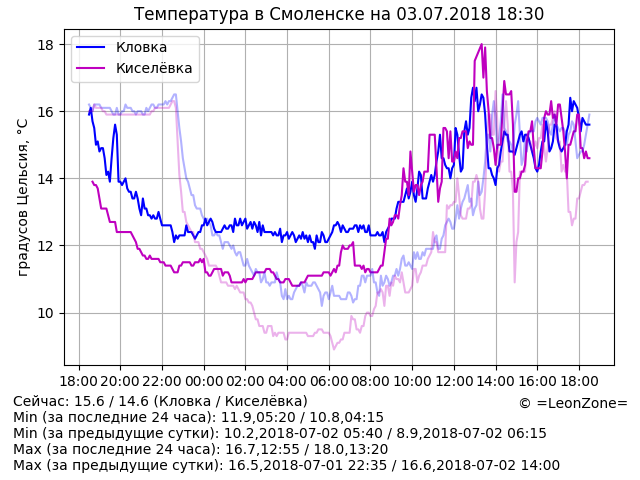 Температура в Смоленске на 03.07.2018 18:30
Кловка
Киселёвка
градусов Цельсия, °C
18
16
14
12
10
18:00 20:00 22:00 00:00 02:00 04:00 06:00 08:00 10:00 12:00 14:00 16:00 18:00
Сейчас: 15.6 / 14.6 (Кловка / Киселёвка)
© =LeonZone=
Min (за последние 24 часа): 11.9,05:20 / 10.8,04:15
Min (за предыдущие сутки): 10.2,2018-07-02 05:40 / 8.9,2018-07-02 06:15
Max (за последние 24 часа): 16.7,12:55 / 18.0,13:20
Max (за предыдущие сутки): 16.5,2018-07-01 22:35 / 16.6,2018-07-02 14:00